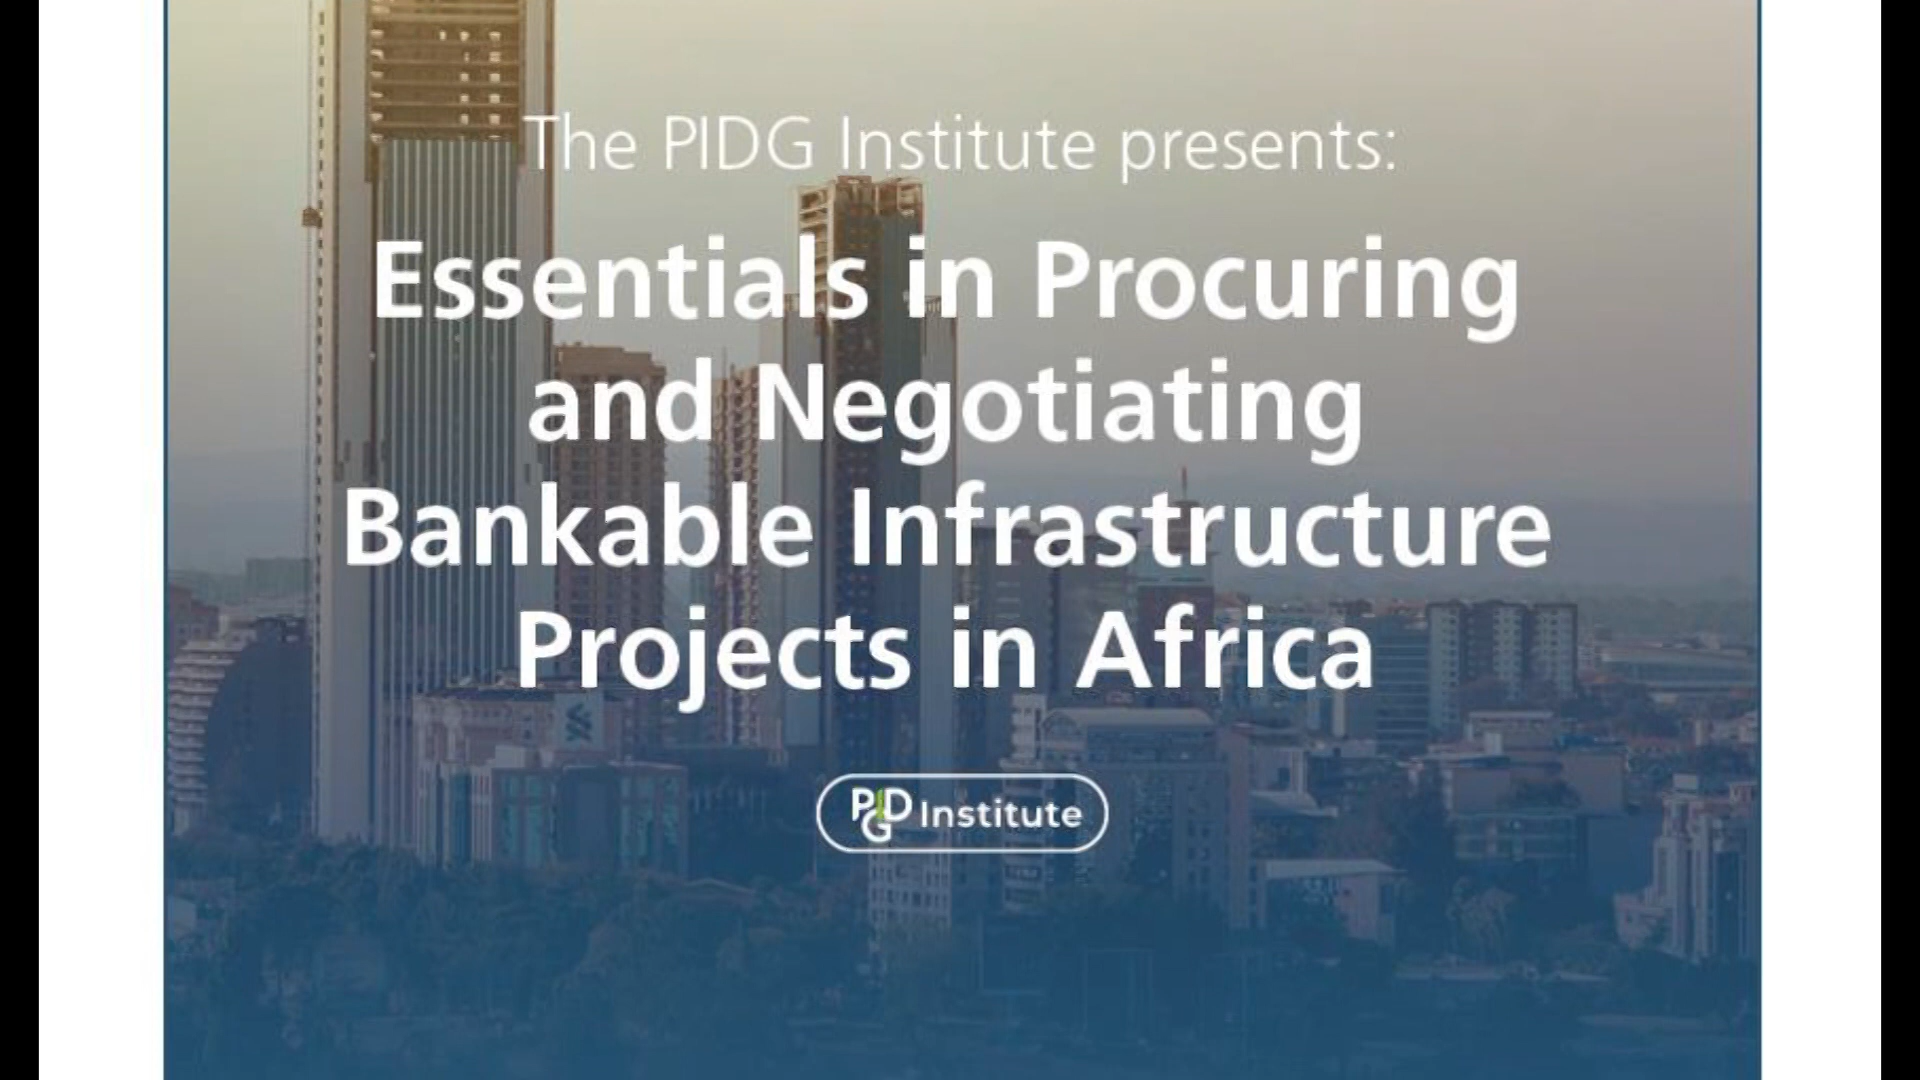 The PIDG Institute presents:
Essentials in Procuring
and Negotiating
Bankable Infrastructure
Projects in Africa
PIDG Institute